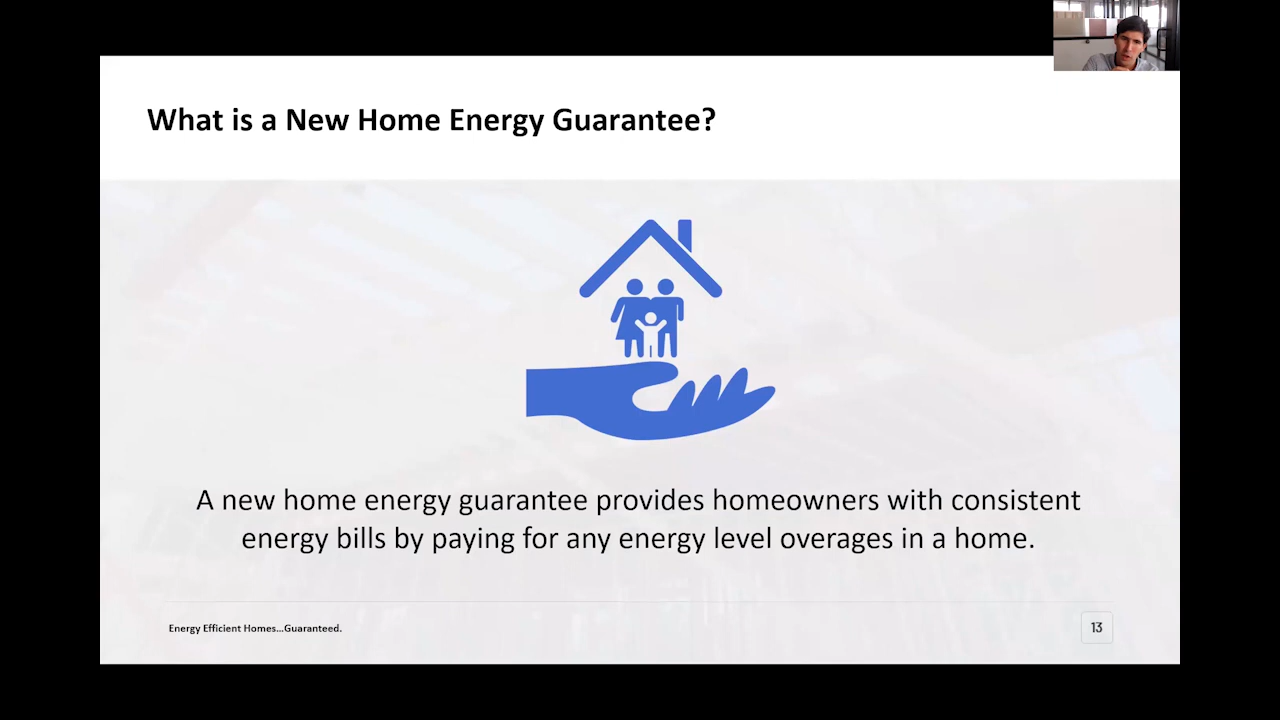 What is a New Home Energy Guarantee?
A new home energy guarantee provides homeowners with consistent
energy bills by paying for any energy level overages in a home.
Energy Efficient Homes...Guaranteed.
13